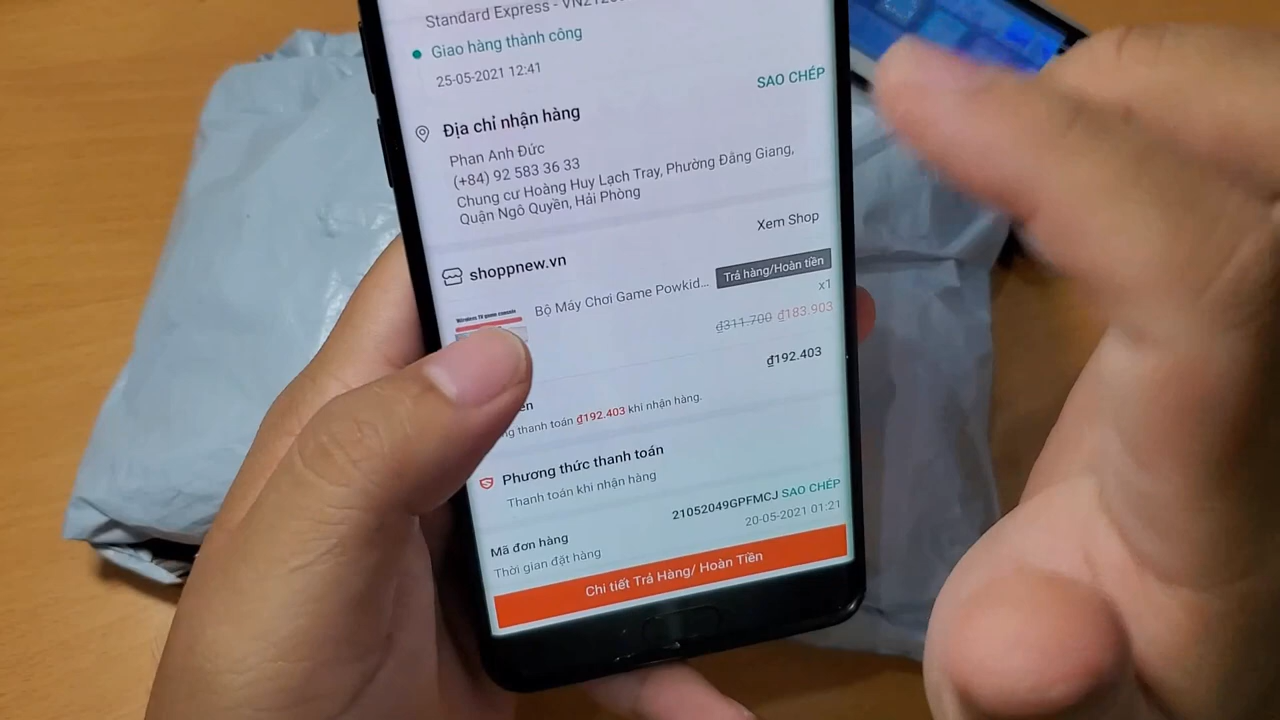 Standard Express -
Giao hàng thành công
25-05-2021 12:41
Địa chỉ nhận hàng
SAO CHÉP
Phan Anh Đức
(+84) 92 583 36 33
Chung cư Hoàng Huy Lạch Tray, Phường Đằng Giang,
Quận Ngô Quyền, Hải Phòng
shoppnew.vn
Xem Shop
Wireless TV game console
Bộ Máy Chơi Game Powkid...
Trả hàng/Hoàn tiền
x1
₫311.700 ₫183.903
₫192.403
thanh toán ₫192.403 khi nhận hàng.
Phương thức thanh toán
Thanh toán khi nhận hàng
Mã đơn hàng
21052049GPFMCJ SAO CHÉP
Thời gian đặt hàng
20-05-2021 01:21
Chi tiết Trả Hàng/ Hoàn Tiền